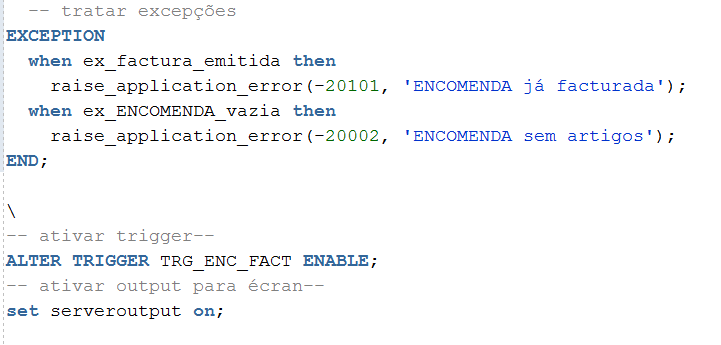 -- tratar excepções
EXCEPTION
when ex_factura_emitida then
raise_application_error(-20101, 'ENCOMENDA já facturada');
when ex_ENCOMENDA_vazia then
raise_application_error(-20002, 'ENCOMENDA sem artigos');
END;
\
-- ativar trigger--
ALTER TRIGGER TRG_ENC_FACT ENABLE;
-- ativar output para écran--
set serveroutput on;